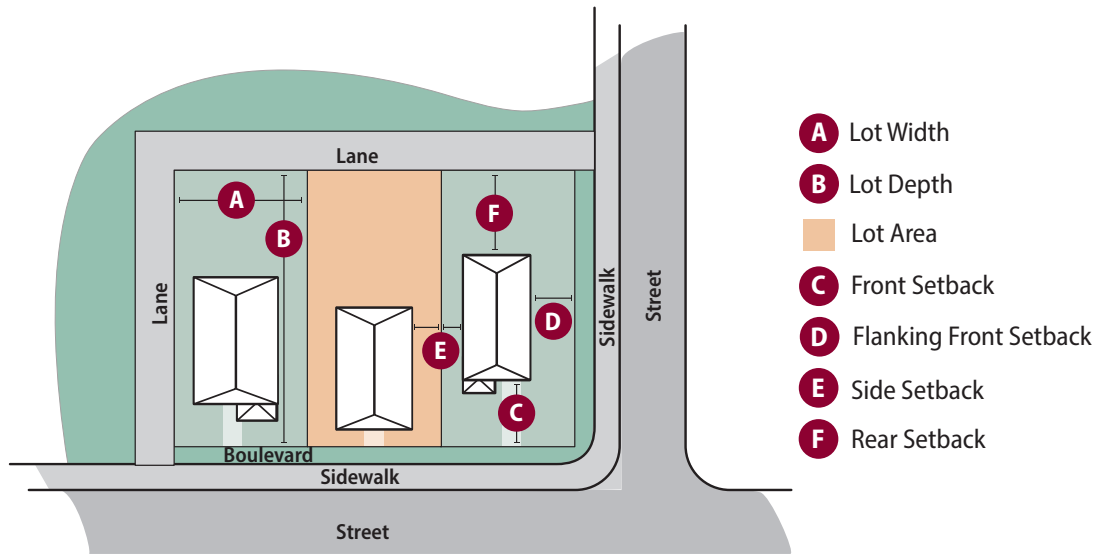 Lane
A
B
F
Lane
E
D
C
Sidewalk
Street
Boulevard
Sidewalk
Street
A Lot Width
B Lot Depth
Lot Area
C Front Setback
D Flanking Front Setback
E Side Setback
F Rear Setback